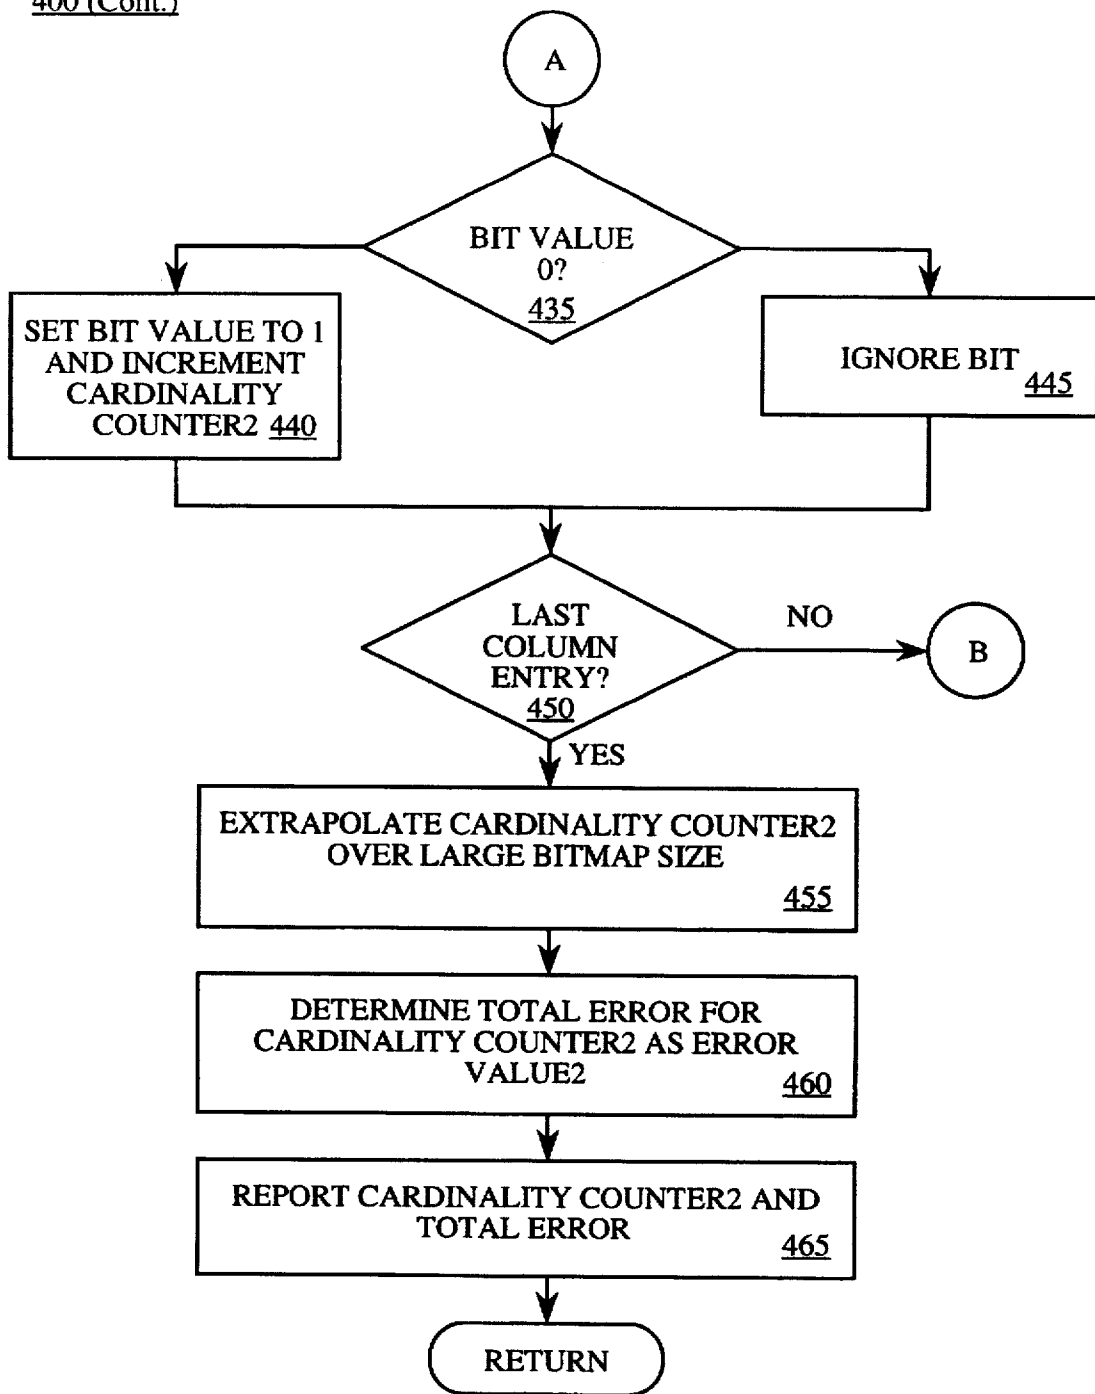 400 (Cont.)
A
BIT VALUE
0?
435
SET BIT VALUE TO 1
AND INCREMENT
CARDINALITY
COUNTER2 440
IGNORE BIT
445
LAST
COLUMN
ENTRY?
450
NO
B
YES
EXTRAPOLATE CARDINALITY COUNTER2
OVER LARGE BITMAP SIZE
455
DETERMINE TOTAL ERROR FOR
CARDINALITY COUNTER2 AS ERROR
VALUE2
460
REPORT CARDINALITY COUNTER2 AND
TOTAL ERROR
465
RETURN